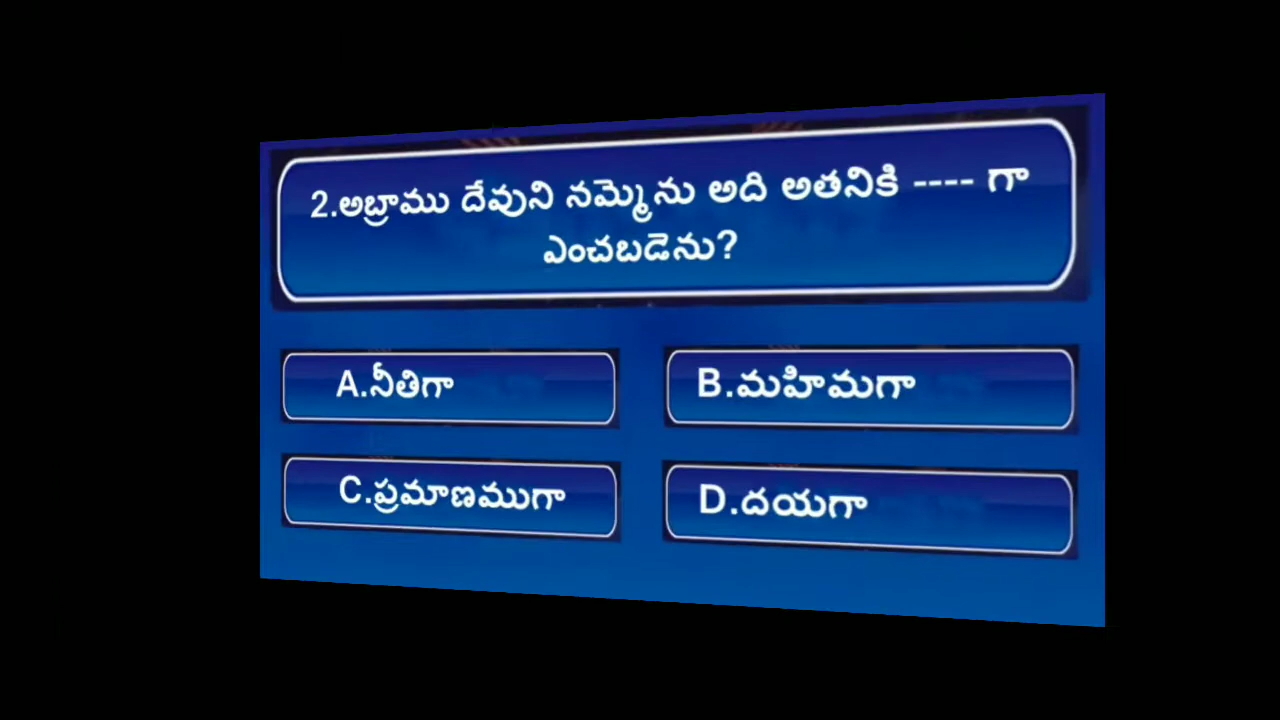 2.అబ్రాము దేవుని నమ్మెను అది అతనికి ---- గా
ఎంచబడెను?
A.నీతిగా
B.మహిమగా
C.ప్రమాణముగా
D.దయగా